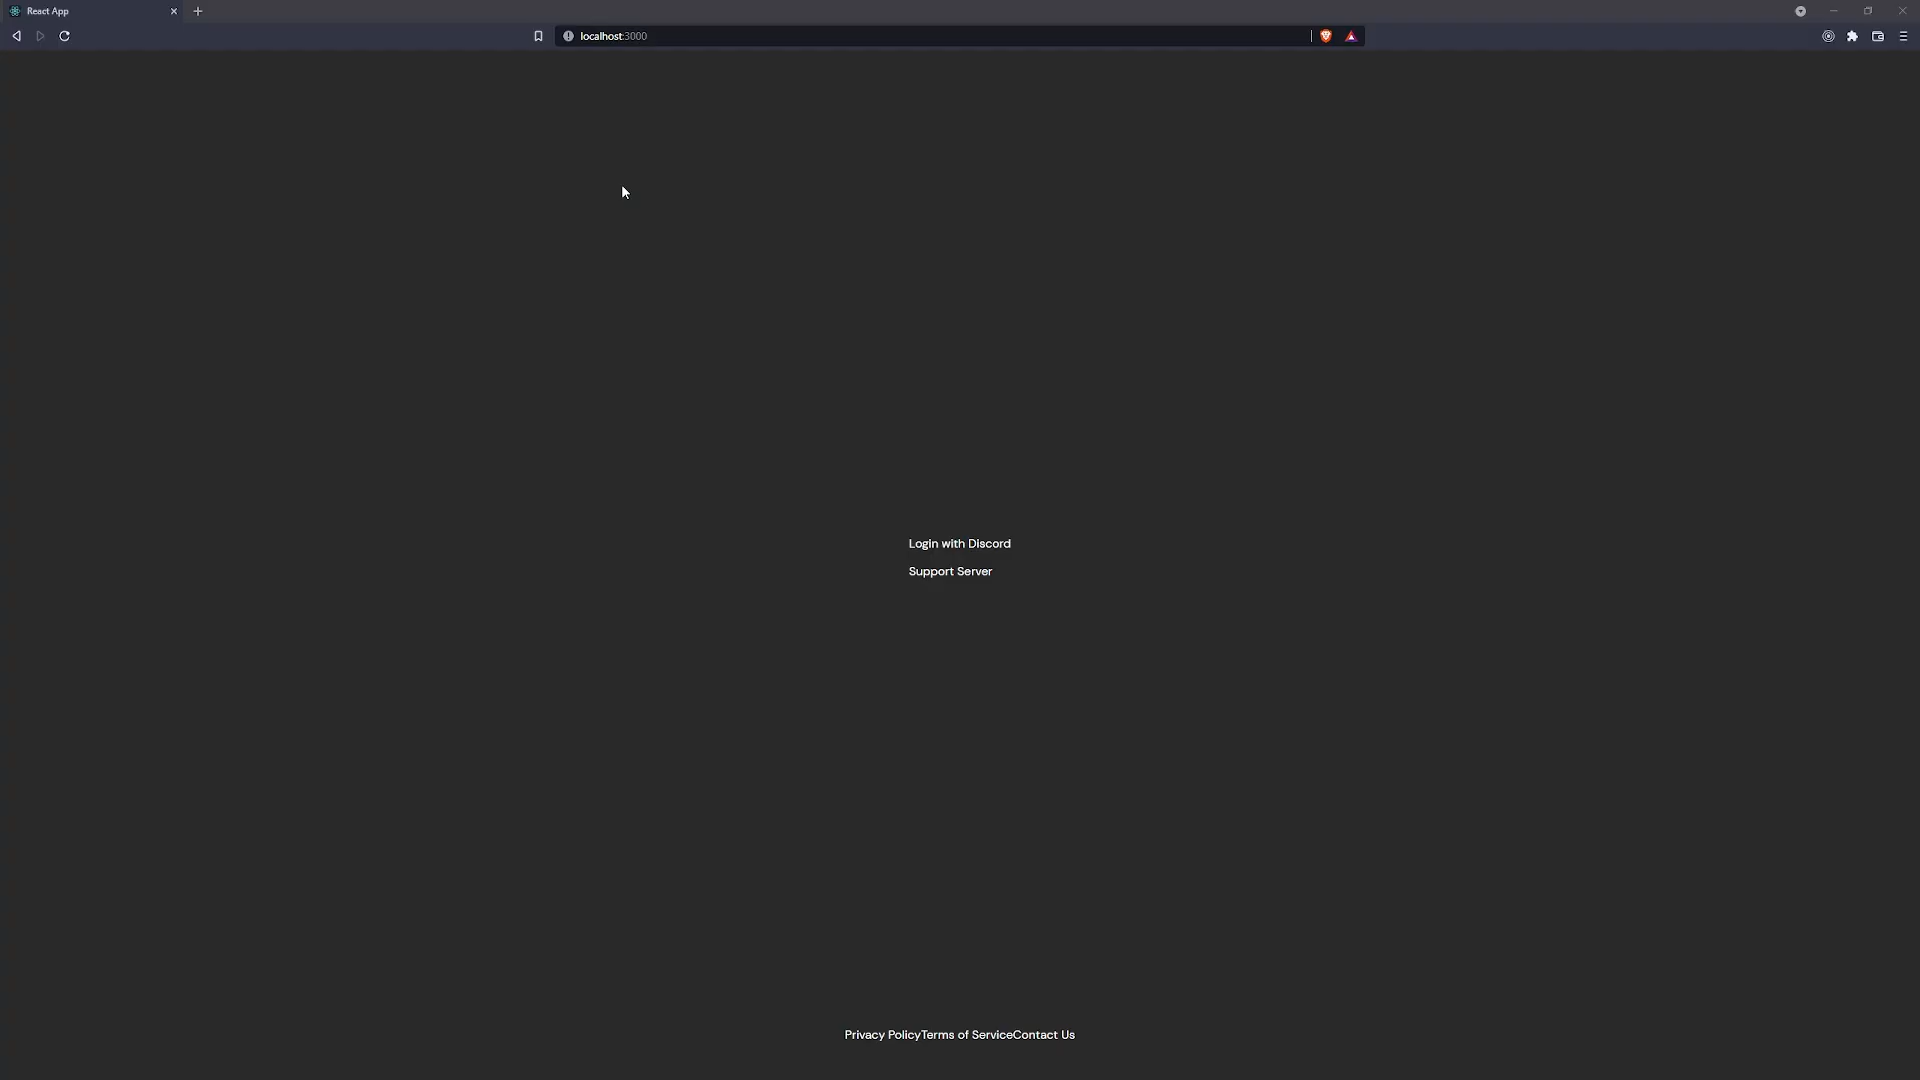 React App
localhost:3000
Login with Discord
Support Server
Privacy PolicyTerms of ServiceContact Us